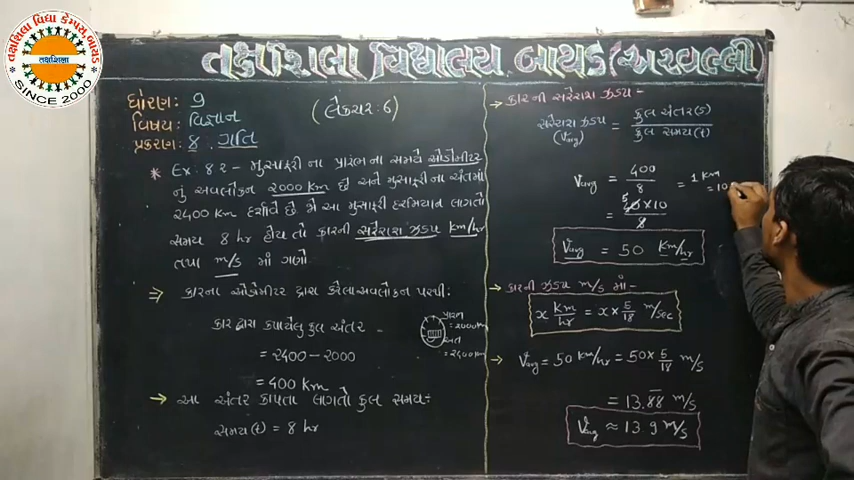 તક્ષશિલા વિદ્યા કેમ્પસ, બાયડ
તક્ષશિલા
SINCE 2000
તક્ષશિલા વિદ્યાલય બાયડ (અરવલ્લી)
ધોરણ: 9
વિષય: વિજ્ઞાન
પ્રકરણ: 8. ગતિ
(લેક્ચર: 6)
* Ex. 8.2 - મુસાફરી ના પ્રારંભના સમયે ઓડોમીટર
નું અવલોકન 2000 Km છે અને મુસાફરીના અંતમાં
2400 Km દર્શાવે છે જો આ મુસાફરી દરમિયાન લાગતો
સમય 8 hr હોય તો કારની સરેરાશ ઝડપ km/hr
તથા m/s માં ગણો
⇒ કારના ઓડોમીટર દ્વારા કરેલા અવલોકન પરથી:
કાર દ્વારા કપાયેલુ કુલ અંતર -
= 2400 - 2000
= 400 Km
પ્રારંભ
= 2000 Km
અંત
= 2400 Km
→ આ અંતર કાપતા લાગતો કુલ સમય:-
સમય (t) = 8 hr
→ કારની સરેરાશ ઝડપ :-
સરેરાશ ઝડપ (Vavg) = કુલ અંતર (s) / કુલ સમય (t)
Vavg = 400 / 8
= 1 Km
= 10
= 5 40 × 10 / 8
Vavg = 50 Km/hr
→ કારની ઝડપ m/s માં :-
x Km/hr = x × 5/18 m/sec
→ Vavg = 50 Km/hr = 50 × 5/18 m/s
= 13.88 m/s
Vavg ≈ 13.9 m/s